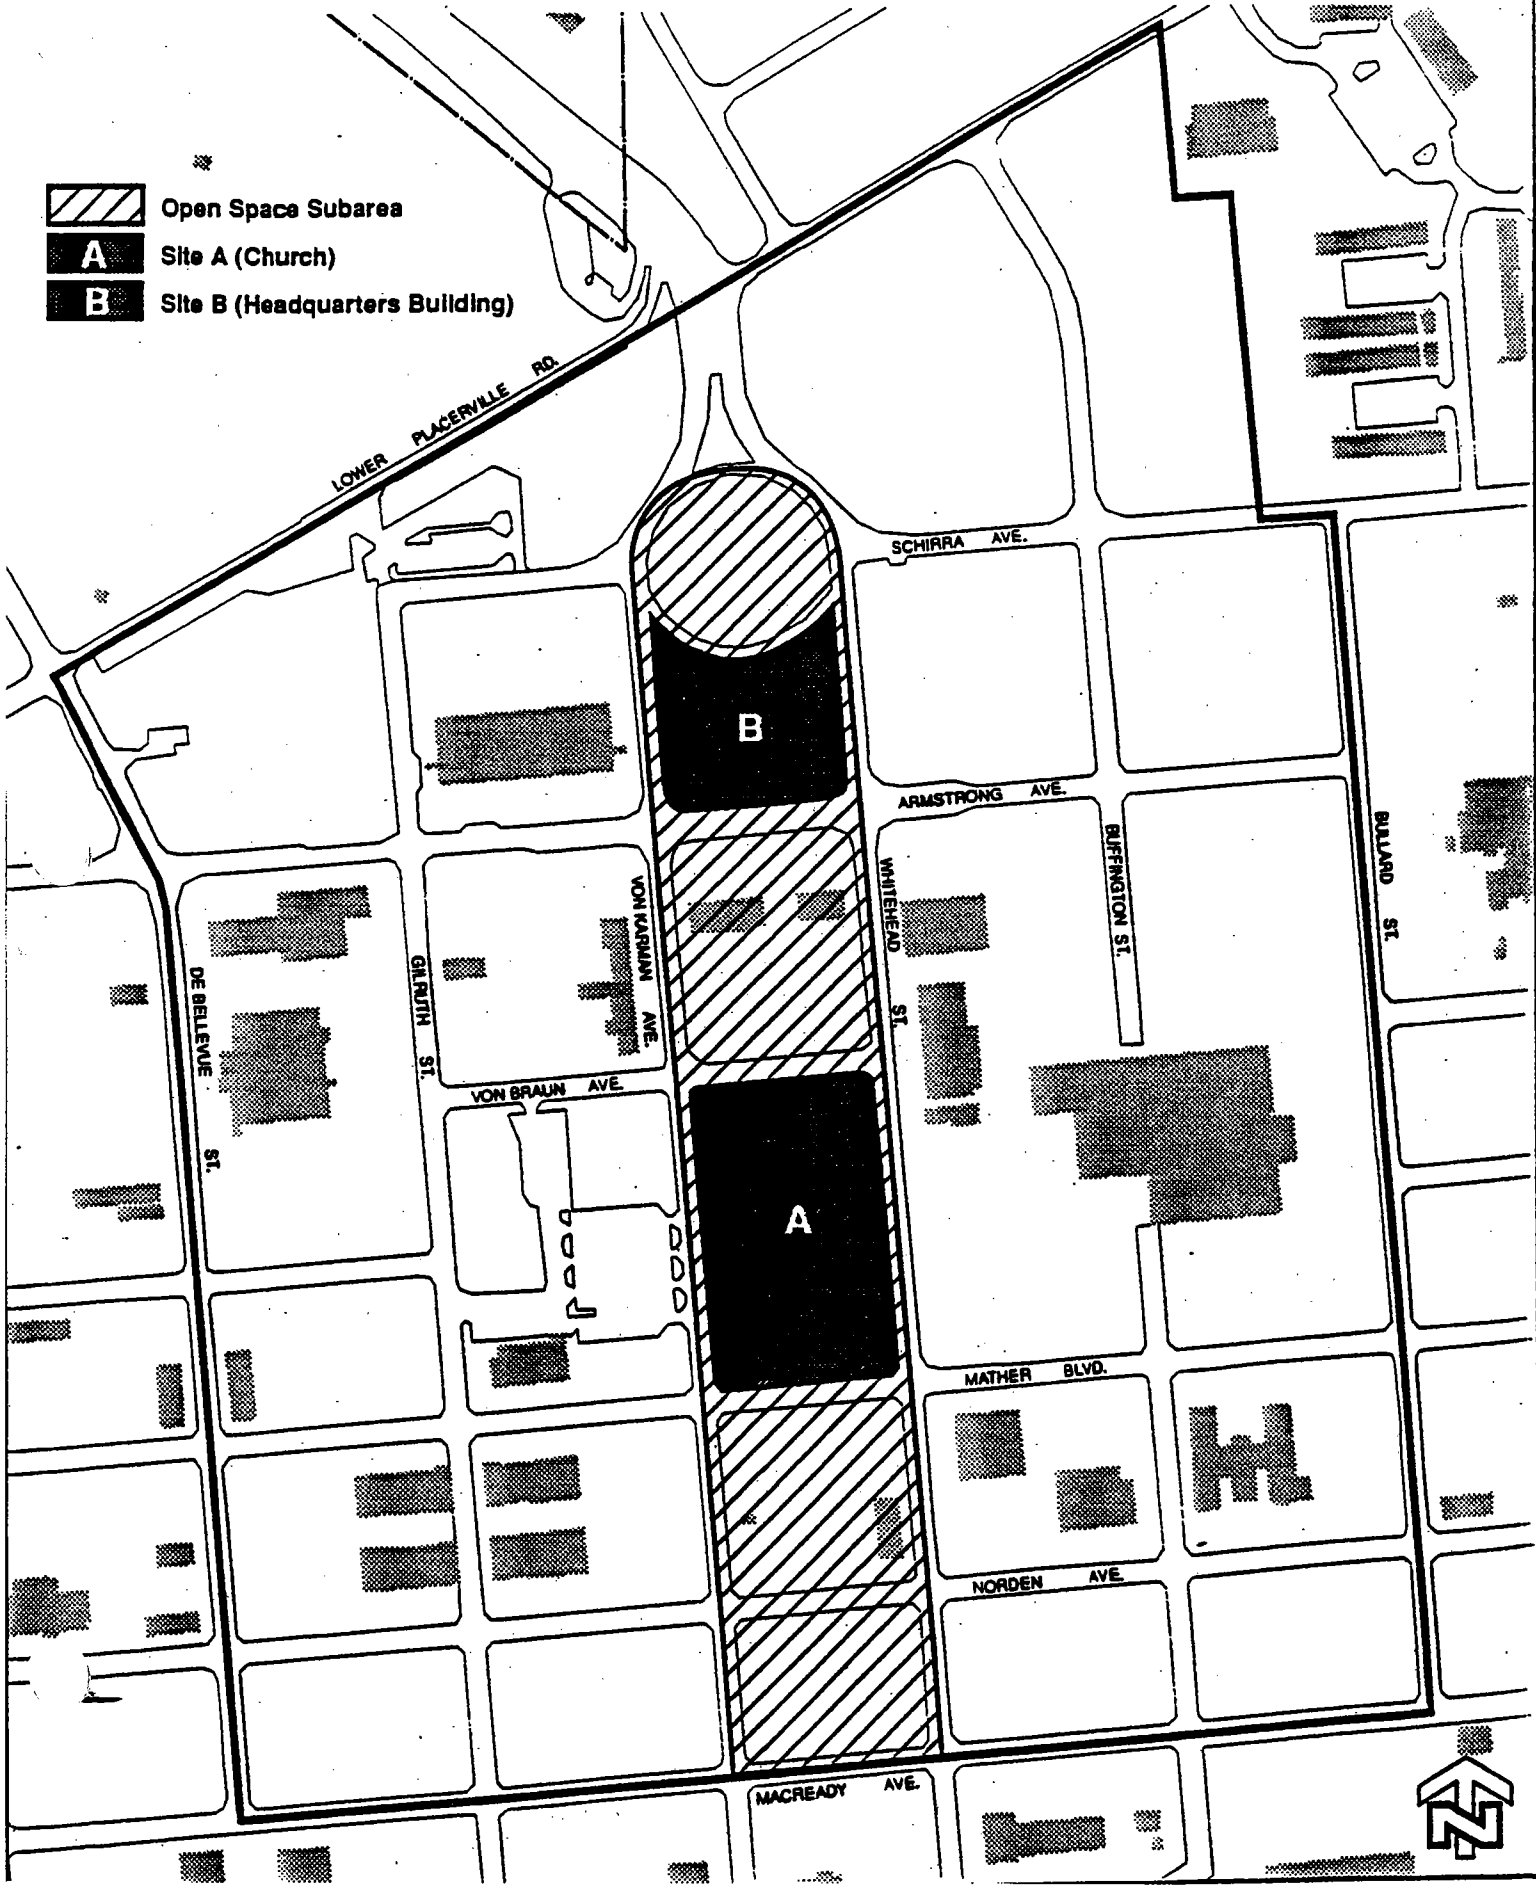 Open Space Subarea
A Site A (Church)
B Site B (Headquarters Building)
LOWER PLACERVILLE RD.
SCHIRRA AVE.
B
ARMSTRONG AVE.
BUFFINGTON ST.
BULLARD ST.
WHITEHEAD ST.
VON KARMAN AVE.
GILRUTH ST.
DE BELLEVUE ST.
VON BRAUN AVE.
A
MATHER BLVD.
NORDEN AVE.
MACREADY AVE.
N